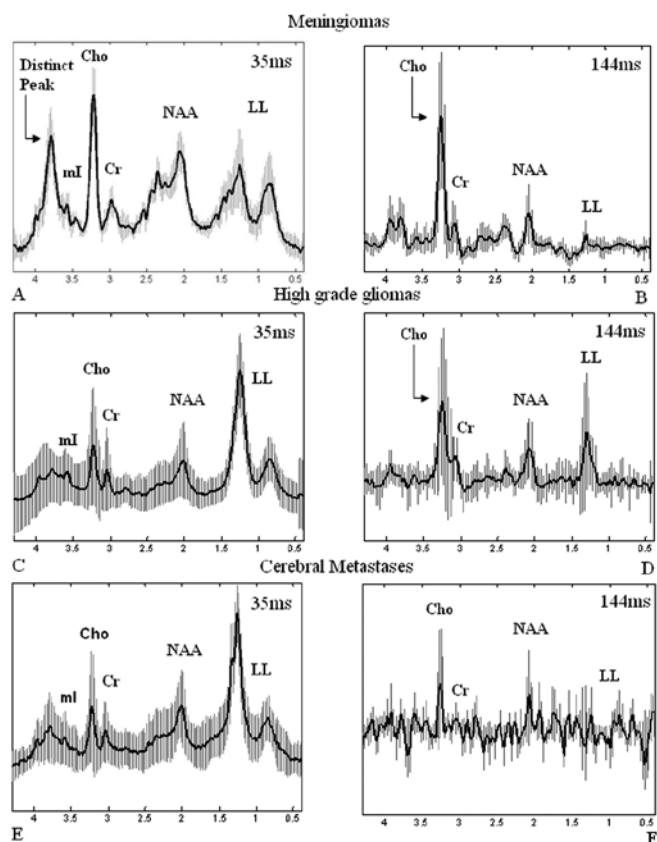 Meningiomas
35ms
Distinct
Peak
mI
Cho
Cr
NAA
LL
4 3.5 3 2.5 2 1.5 1 0.5
A
144ms
Cho
Cr
NAA
LL
4 3.5 3 2.5 2 1.5 1 0.5
B
High grade gliomas
35ms
mI
Cho
Cr
NAA
LL
4 3.5 3 2.5 2 1.5 1 0.5
C
144ms
Cho
Cr
NAA
LL
4 3.5 3 2.5 2 1.5 1 0.5
D
Cerebral Metastases
35ms
mI
Cho
Cr
NAA
LL
4 3.5 3 2.5 2 1.5 1 0.5
E
144ms
Cho
Cr
NAA
LL
4 3.5 3 2.5 2 1.5 1 0.5
F